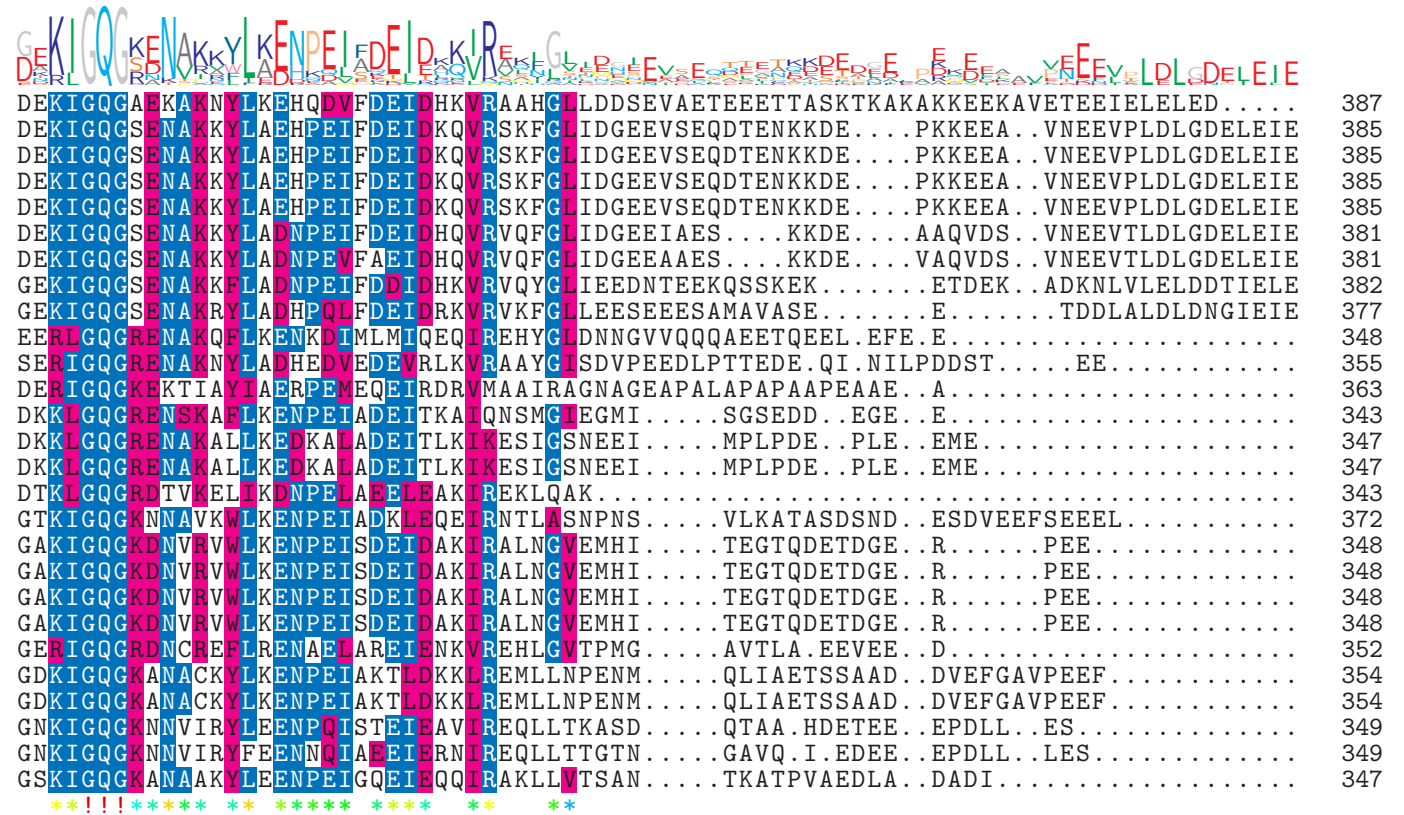 DEKIGQGAEKAKNYLKEHQDVFDEIDHKVRAAHGLLDDSEVAETEEETTASKTKAKAKKEEKAVETEEIELELED..... 387
DEKIGQGSENAKKYLAEHPEIFDEIDKQVRSKFGLIDGEEVSEQDTENKKDE....PKKEEA..VNEEVPLDLGDELEIE 385
DEKIGQGSENAKKYLAEHPEIFDEIDKQVRSKFGLIDGEEVSEQDTENKKDE....PKKEEA..VNEEVPLDLGDELEIE 385
DEKIGQGSENAKKYLAEHPEIFDEIDKQVRSKFGLIDGEEVSEQDTENKKDE....PKKEEA..VNEEVPLDLGDELEIE 385
DEKIGQGSENAKKYLAEHPEIFDEIDKQVRSKFGLIDGEEVSEQDTENKKDE....PKKEEA..VNEEVPLDLGDELEIE 385
DEKIGQGSENAKKYLADNPEIFDEIDHQVRVQFGLIDGEEIAES....KKDE....AAQVDS..VNEEVTLDLGDELEIE 381
DEKIGQGSENAKKYLADNPEVFAEIDHQVRVQFGLIDGEEAAES....KKDE....VAQVDS..VNEEVTLDLGDELEIE 381
GEKIGQGSENAKKFLADNPEIFDDIDHKVRVQYGLIEEDNTEEKQSSKEK.......ETDEK..ADKNLVLELDDTIELE 382
GEKIGQGSENAKRYLADHPQLFDEIDRKVRVKFGLLEESEEESAMAVASE.......E.......TDDLALDLDNGIEIE 377
EERLGQGRENAKQFLKENKDIMLMIQEQIREHYGLDNNGVVQQQAEETQEEL.EFE.E...................... 348
SERIGQGRENAKNYLADHEDVEDEVRLKVRAAYGISDVPEEDLPTTEDE.QI.NILPDDST.....EE............ 355
DERIGQGKEKTIAYIAERPEMEQEIRDRVMAAIRAGNAGEAPALAPAPAAPEAAE..A...................... 363
DKKLGQGRENSKAFLKENPEIADEITKAIQNSMGIEGMI.....SGSEDD..EGE..E...................... 343
DKKLGQGRENAKALLKEDKALADEITLKIKESIGSNEEI.....MPLPDE..PLE..EME.................... 347
DKKLGQGRENAKALLKEDKALADEITLKIKESIGSNEEI.....MPLPDE..PLE..EME.................... 347
DTKLGQGRDTVKELIKDNPELAEELEAKIREKLQAK............................................ 343
GTKIGQGKNNAVKWLKENPEIADKLEQEIRNTLASNPNS.....VLKATASDSND..ESDVEEFSEEEL........... 372
GAKIGQGKDNVRVWLKENPEISDEIDAKIRALNGVEMHI.....TEGTQDETDGE..R......PEE............. 348
GAKIGQGKDNVRVWLKENPEISDEIDAKIRALNGVEMHI.....TEGTQDETDGE..R......PEE............. 348
GAKIGQGKDNVRVWLKENPEISDEIDAKIRALNGVEMHI.....TEGTQDETDGE..R......PEE............. 348
GAKIGQGKDNVRVWLKENPEISDEIDAKIRALNGVEMHI.....TEGTQDETDGE..R......PEE............. 348
GERIGQGRDNCREFLRENAELAREIENKVREHLGVTPMG.....AVTLA.EEVEE..D...................... 352
GDKIGQGKANACKYLKENPEIAKTLDKKLREMLLNPENM.....QLIAETSSAAD..DVEFGAVPEEF............ 354
GDKIGQGKANACKYLKENPEIAKTLDKKLREMLLNPENM.....QLIAETSSAAD..DVEFGAVPEEF............ 354
GNKIGQGKNNVIRYLEENPQISTEIEAVIREQLLTKASD.....QTAA.HDETEE..EPDLL..ES.............. 349
GNKIGQGKNNVIRYFEENNQIAEEIERNIREQLLTTGTN.....GAVQ.I.EDEE..EPDLL..LES............. 349
GSKIGQGKANAAKYLEENPEIGQEIEQQIRAKLLVTSAN.....TKATPVAEDLA..DADI................... 347
**!!!***** ** ***** **** ** **